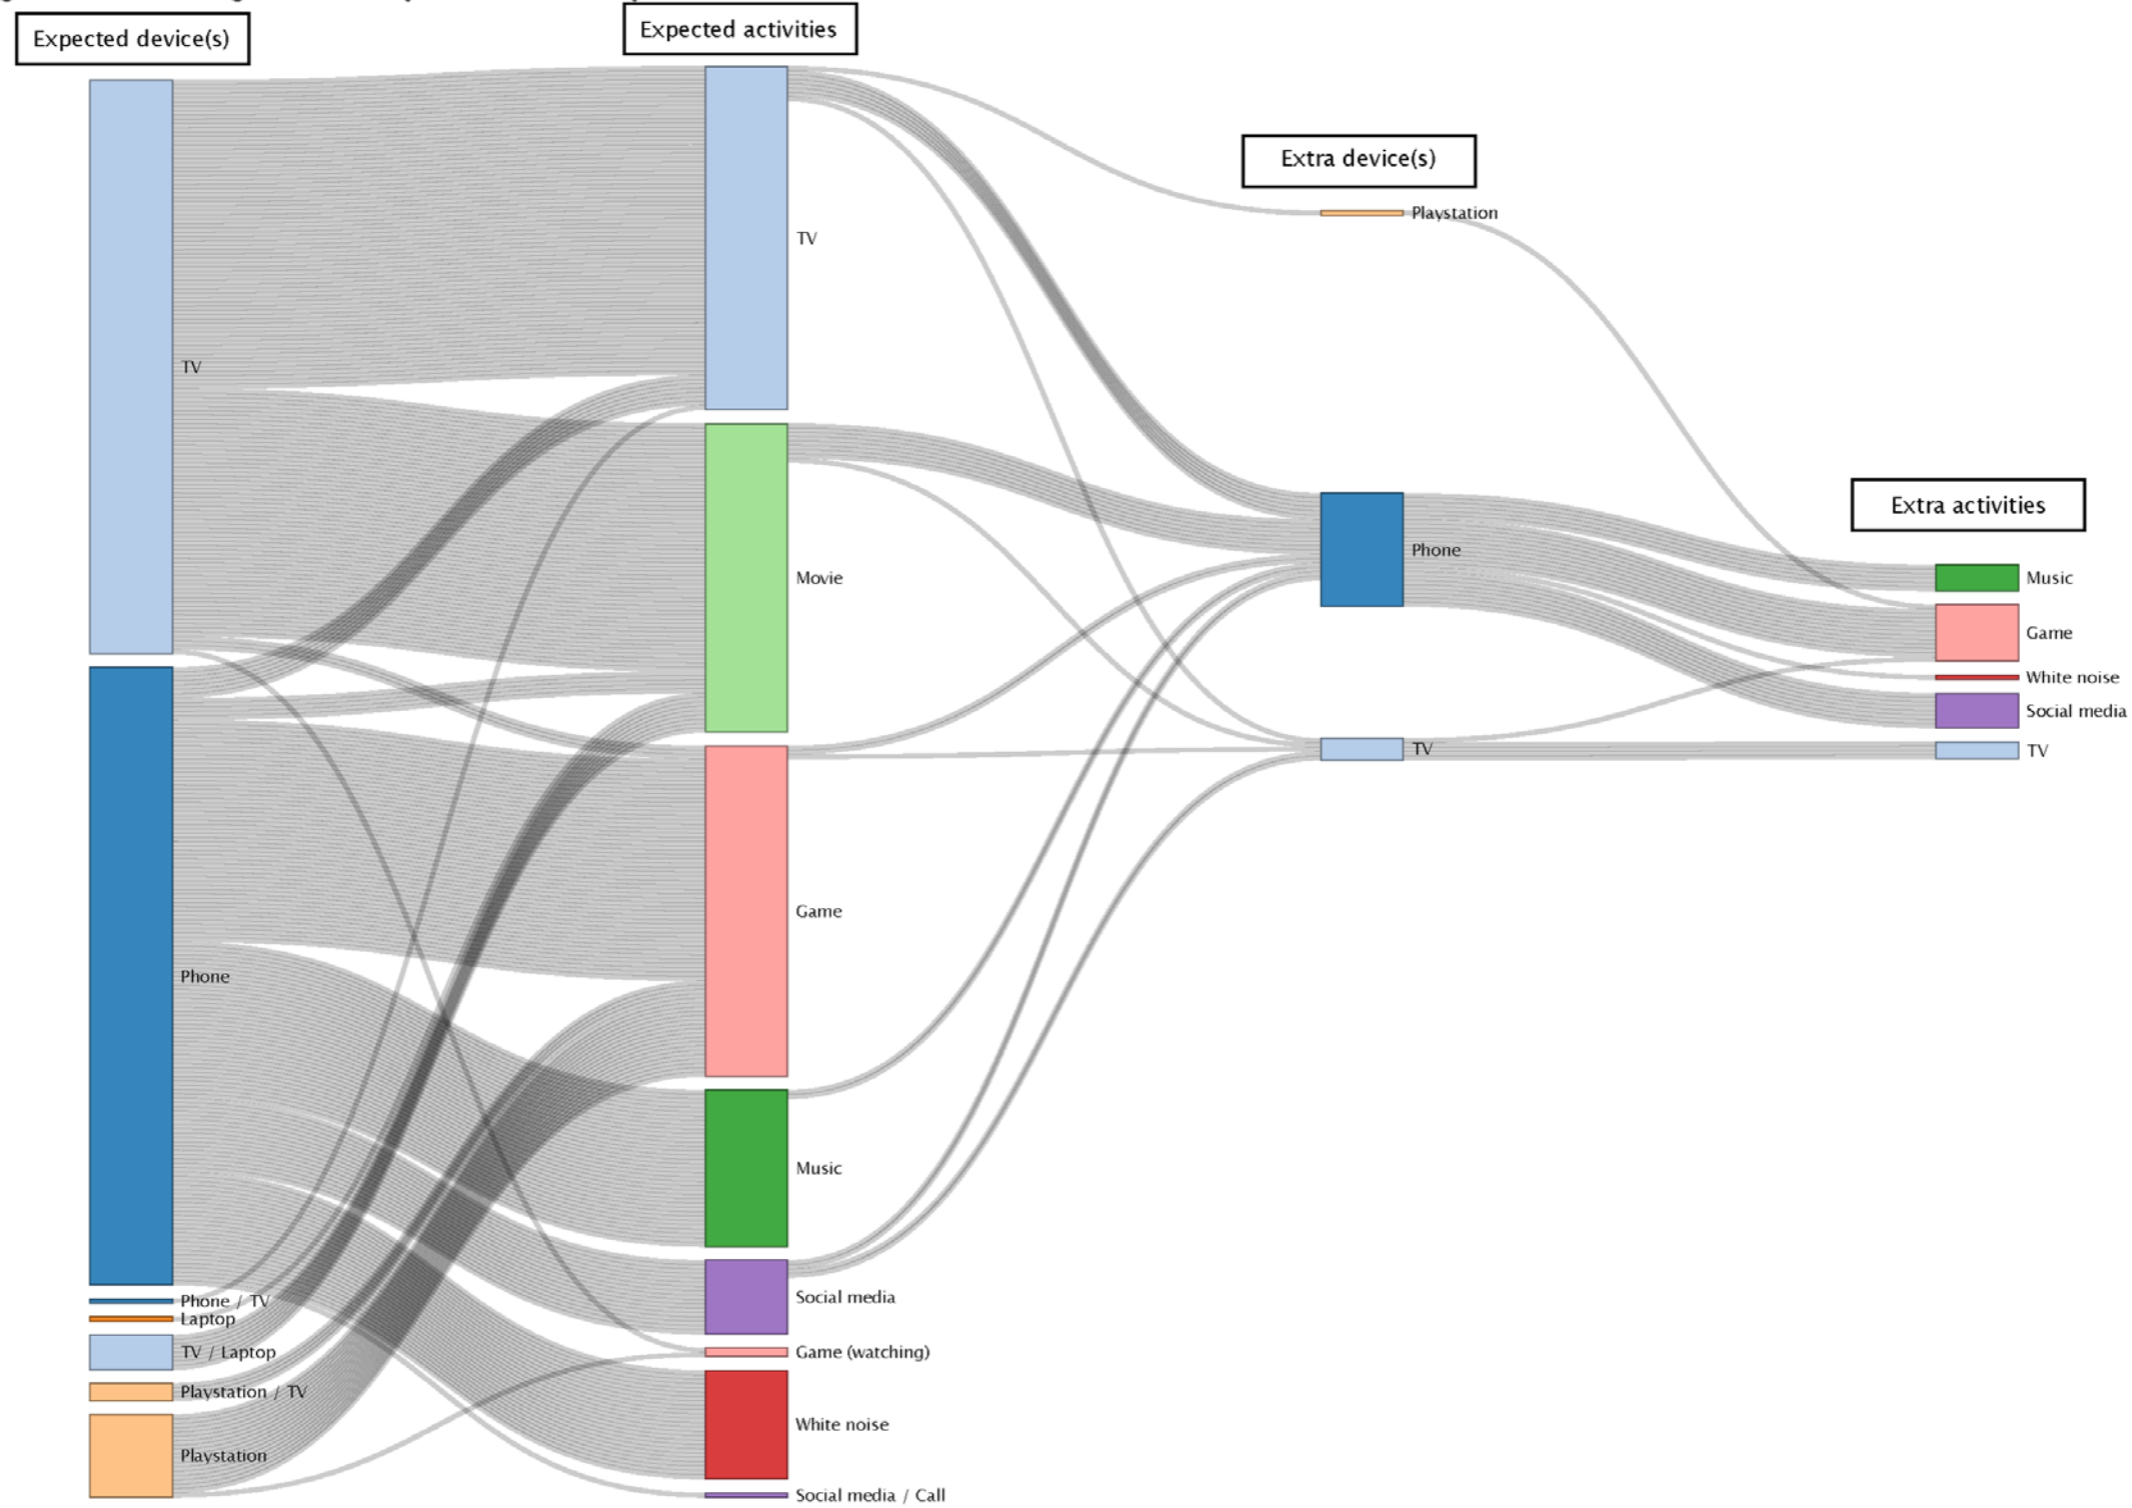 Expected device(s)
Expected activities
Extra device(s)
Extra activities
TV
Phone
Phone / TV
Laptop
TV / Laptop
Playstation / TV
Playstation
TV
Movie
Game
Music
Social media
Game (watching)
White noise
Social media / Call
Playstation
Phone
TV
Music
Game
White noise
Social media
TV